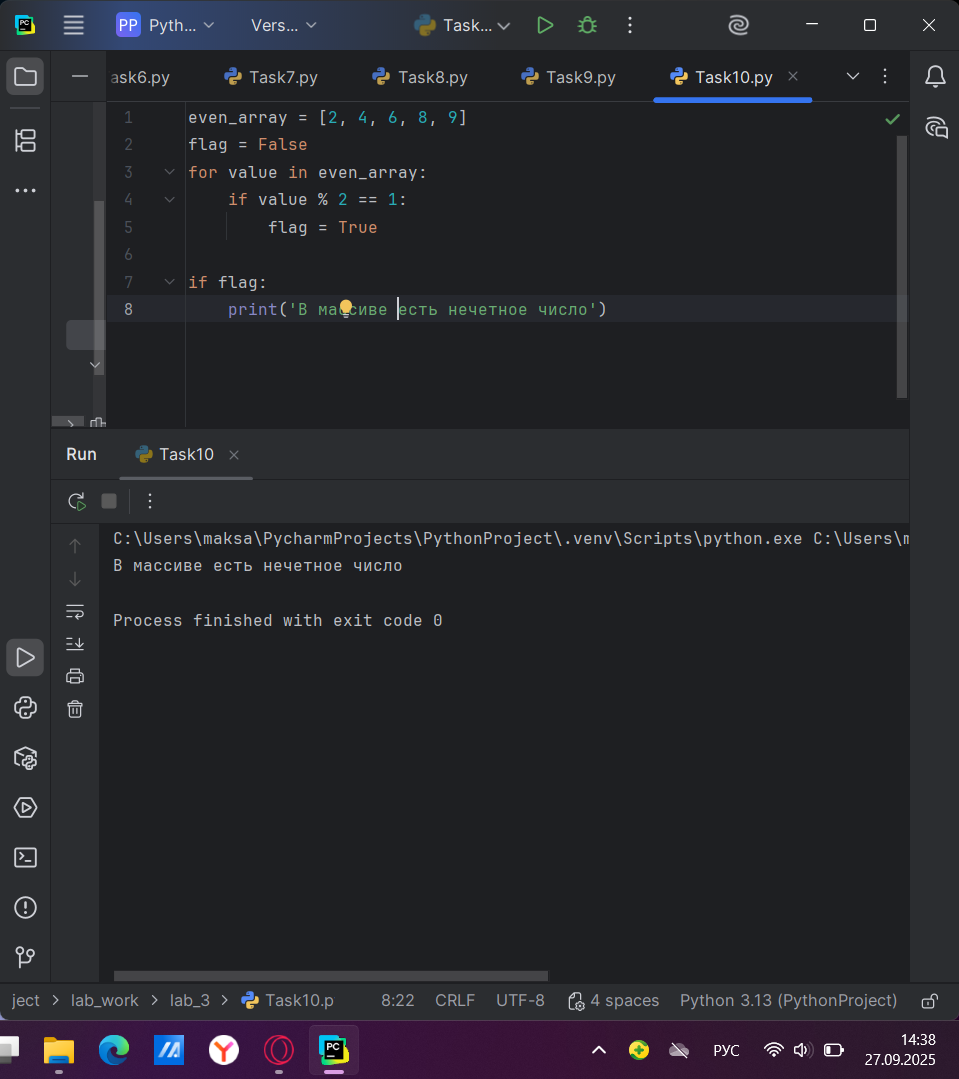 PP Pyth... Vers... Task...
ask6.py Task7.py Task8.py Task9.py Task10.py
1 even_array = [2, 4, 6, 8, 9]
2 flag = False
3 for value in even_array:
4 if value % 2 == 1:
5 flag = True
6
7 if flag:
8 print('В массиве есть нечетное число')
Run Task10
C:\Users\maksa\PycharmProjects\PythonProject\.venv\Scripts\python.exe C:\Users\m
В массиве есть нечетное число
Process finished with exit code 0
ject > lab_work > lab_3 > Task10.p 8:22 CRLF UTF-8 4 spaces Python 3.13 (PythonProject)
PC РУС 14:38
27.09.2025